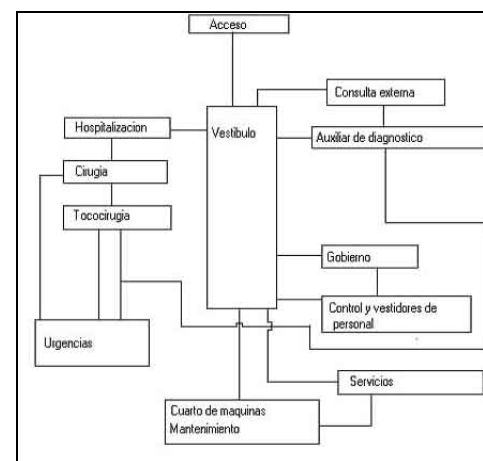 Acceso
Consulta externa
Hospitalizacion
Vestibulo
Auxiliar de diagnostico
Cirugia
Tococirugia
Gobierno
Control y vestidores de
personal
Urgencias
Servicios
Cuarto de maquinas
Mantenimiento